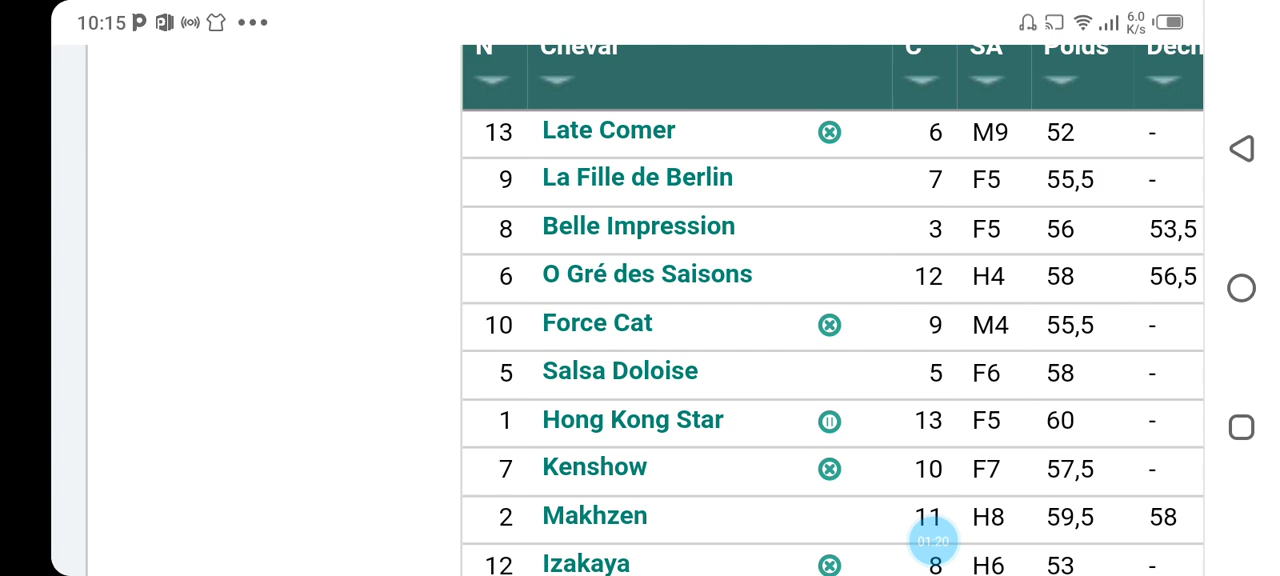 10:15
6.0 K/s
N Cheval C SA Poids Déch
13 Late Comer 6 M9 52 -
9 La Fille de Berlin 7 F5 55,5 -
8 Belle Impression 3 F5 56 53,5
6 O Gré des Saisons 12 H4 58 56,5
10 Force Cat 9 M4 55,5 -
5 Salsa Doloise 5 F6 58 -
1 Hong Kong Star 13 F5 60 -
7 Kenshow 10 F7 57,5 -
2 Makhzen 11 H8 59,5 58
01:20
12 Izakaya 8 H6 53 -